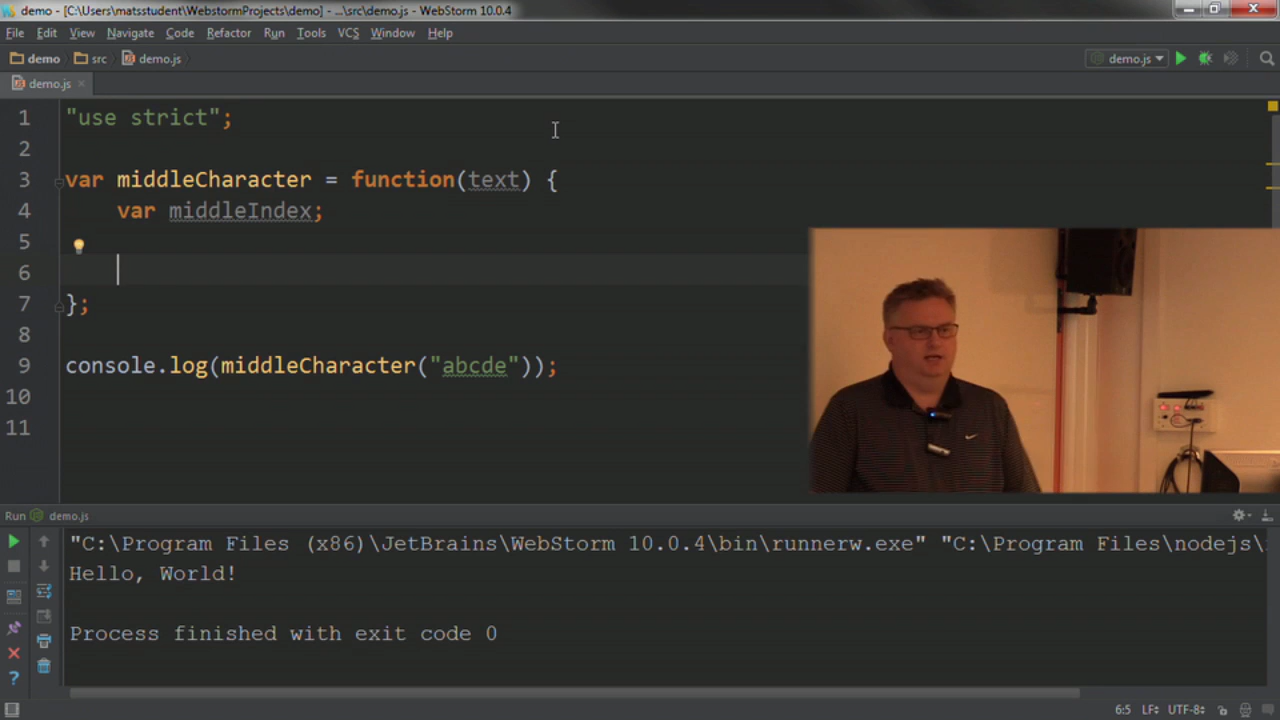 demo - [C:\Users\matsstudent\WebstormProjects\demo] - ...\src\demo.js - WebStorm 10.0.4
File Edit View Navigate Code Refactor Run Tools VCS Window Help
demo src demo.js demo.js
demo.js
1 "use strict";
2
3 var middleCharacter = function(text) {
4 var middleIndex;
5
6
7 };
8
9 console.log(middleCharacter("abcde"));
10
11
Run demo.js
"C:\Program Files (x86)\JetBrains\WebStorm 10.0.4\bin\runnerw.exe" "C:\Program Files\nodejs\
Hello, World!
Process finished with exit code 0
6:5 LF UTF-8